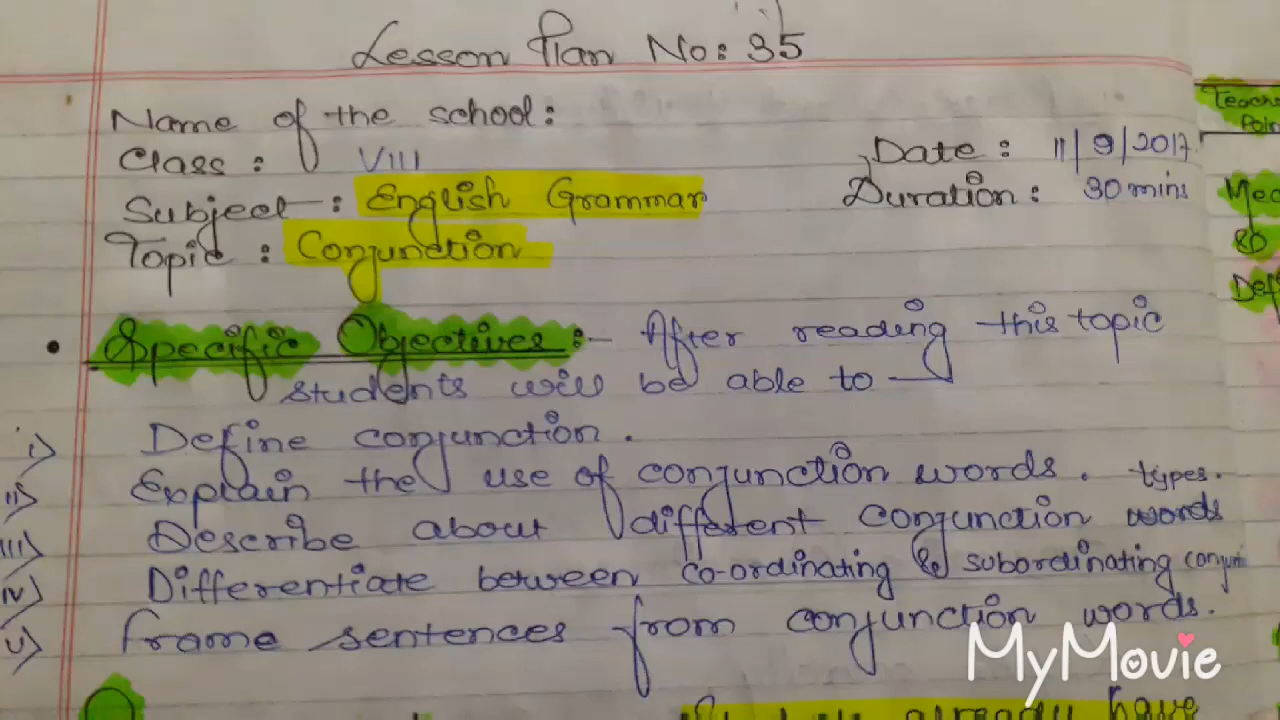 Lesson Plan No: 35
Name of the school:
Class: VIII
Date: 11/9/2017
Subject: English Grammar
Duration: 30 mins
Topic: Conjunction
• Specific Objectives:- After reading this topic
students will be able to —
i) Define conjunction.
ii) Explain the use of conjunction words. types.
iii) Describe about different conjunction words
iv) Differentiate between co-ordinating & subordinating
v) frame sentences from conjunction words.
already have
MyMovie